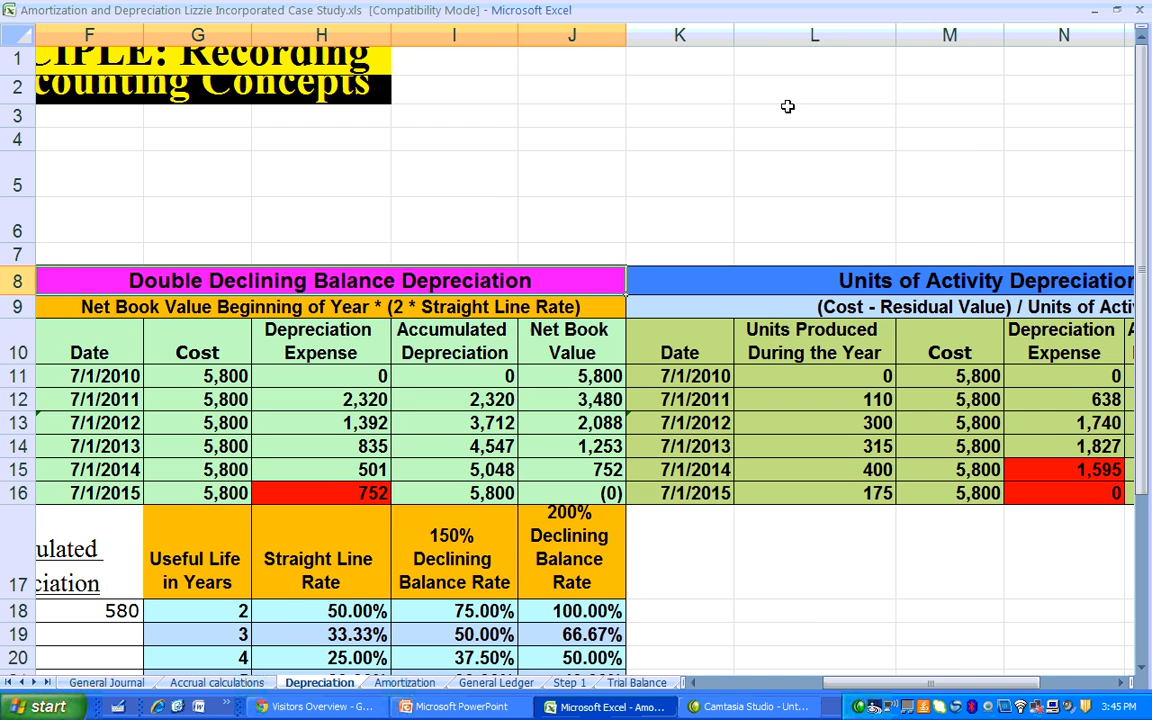 Amortization and Depreciation Lizzie Incorporated Case Study.xls [Compatibility Mode] - Microsoft Excel
F G H I J K L M N
1 CIPLE: Recording
2 counting Concepts
3
4
5
6
7
8 Double Declining Balance Depreciation Units of Activity Depreciation
9 Net Book Value Beginning of Year * (2 * Straight Line Rate) (Cost - Residual Value) / Units of Activ
Depreciation Accumulated Net Book Units Produced Depreciation A
10 Date Cost Expense Depreciation Value Date During the Year Cost Expense
11 7/1/2010 5,800 0 0 5,800 7/1/2010 0 5,800 0
12 7/1/2011 5,800 2,320 2,320 3,480 7/1/2011 110 5,800 638
13 7/1/2012 5,800 1,392 3,712 2,088 7/1/2012 300 5,800 1,740
14 7/1/2013 5,800 835 4,547 1,253 7/1/2013 315 5,800 1,827
15 7/1/2014 5,800 501 5,048 752 7/1/2014 400 5,800 1,595
16 7/1/2015 5,800 752 5,800 (0) 7/1/2015 175 5,800 0
200%
150% Declining
ulated Useful Life Straight Line Declining Balance
17 ciation in Years Rate Balance Rate Rate
18 580 2 50.00% 75.00% 100.00%
19 3 33.33% 50.00% 66.67%
20 4 25.00% 37.50% 50.00%
General Journal Accrual calculations Depreciation Amortization General Ledger Step 1 Trial Balance
start Visitors Overview - G... Microsoft PowerPoint Microsoft Excel - Amo... Camtasia Studio - Unt... 3:45 PM